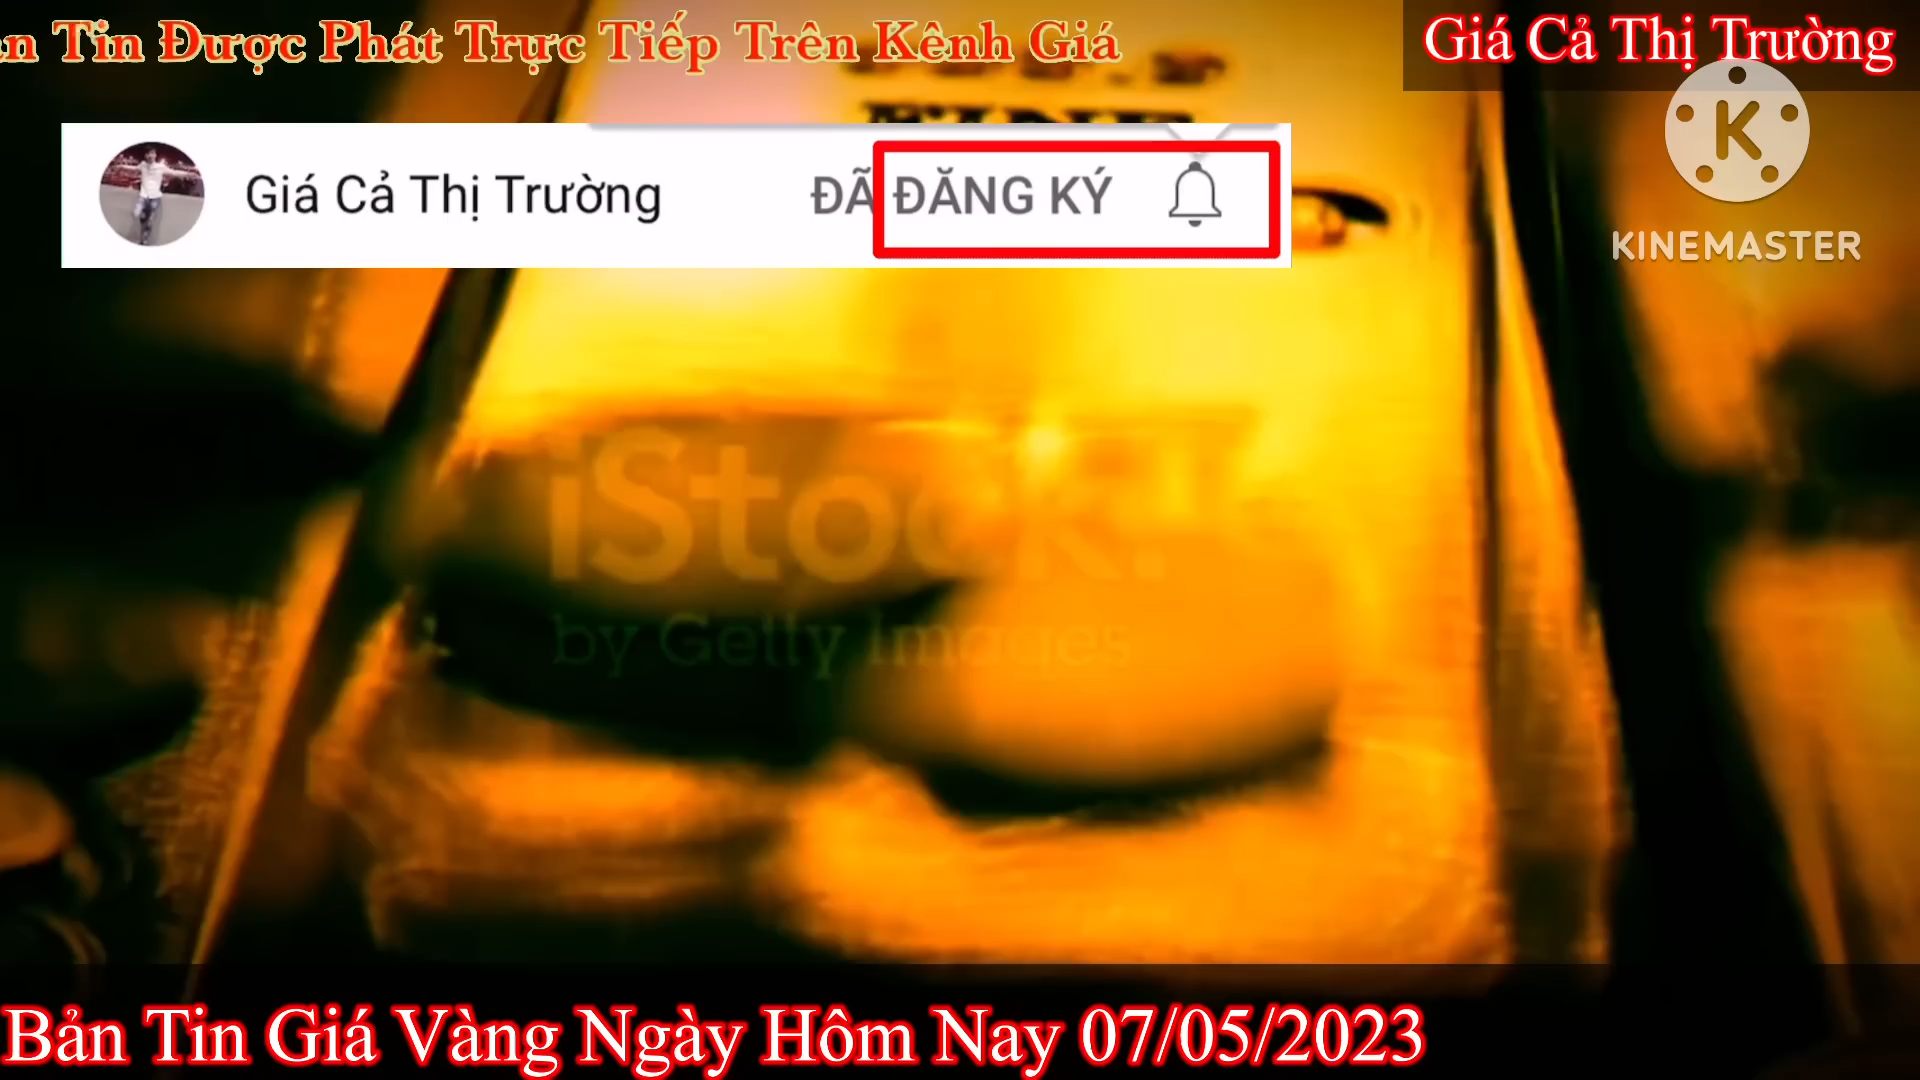 n Tin Được Phát Trực Tiếp Trên Kênh Giá
Giá Cả Thị Trường
K
KINEMASTER
Giá Cả Thị Trường
ĐÃ ĐĂNG KÝ
iStock.
by Getty Images
Bản Tin Giá Vàng Ngày Hôm Nay 07/05/2023